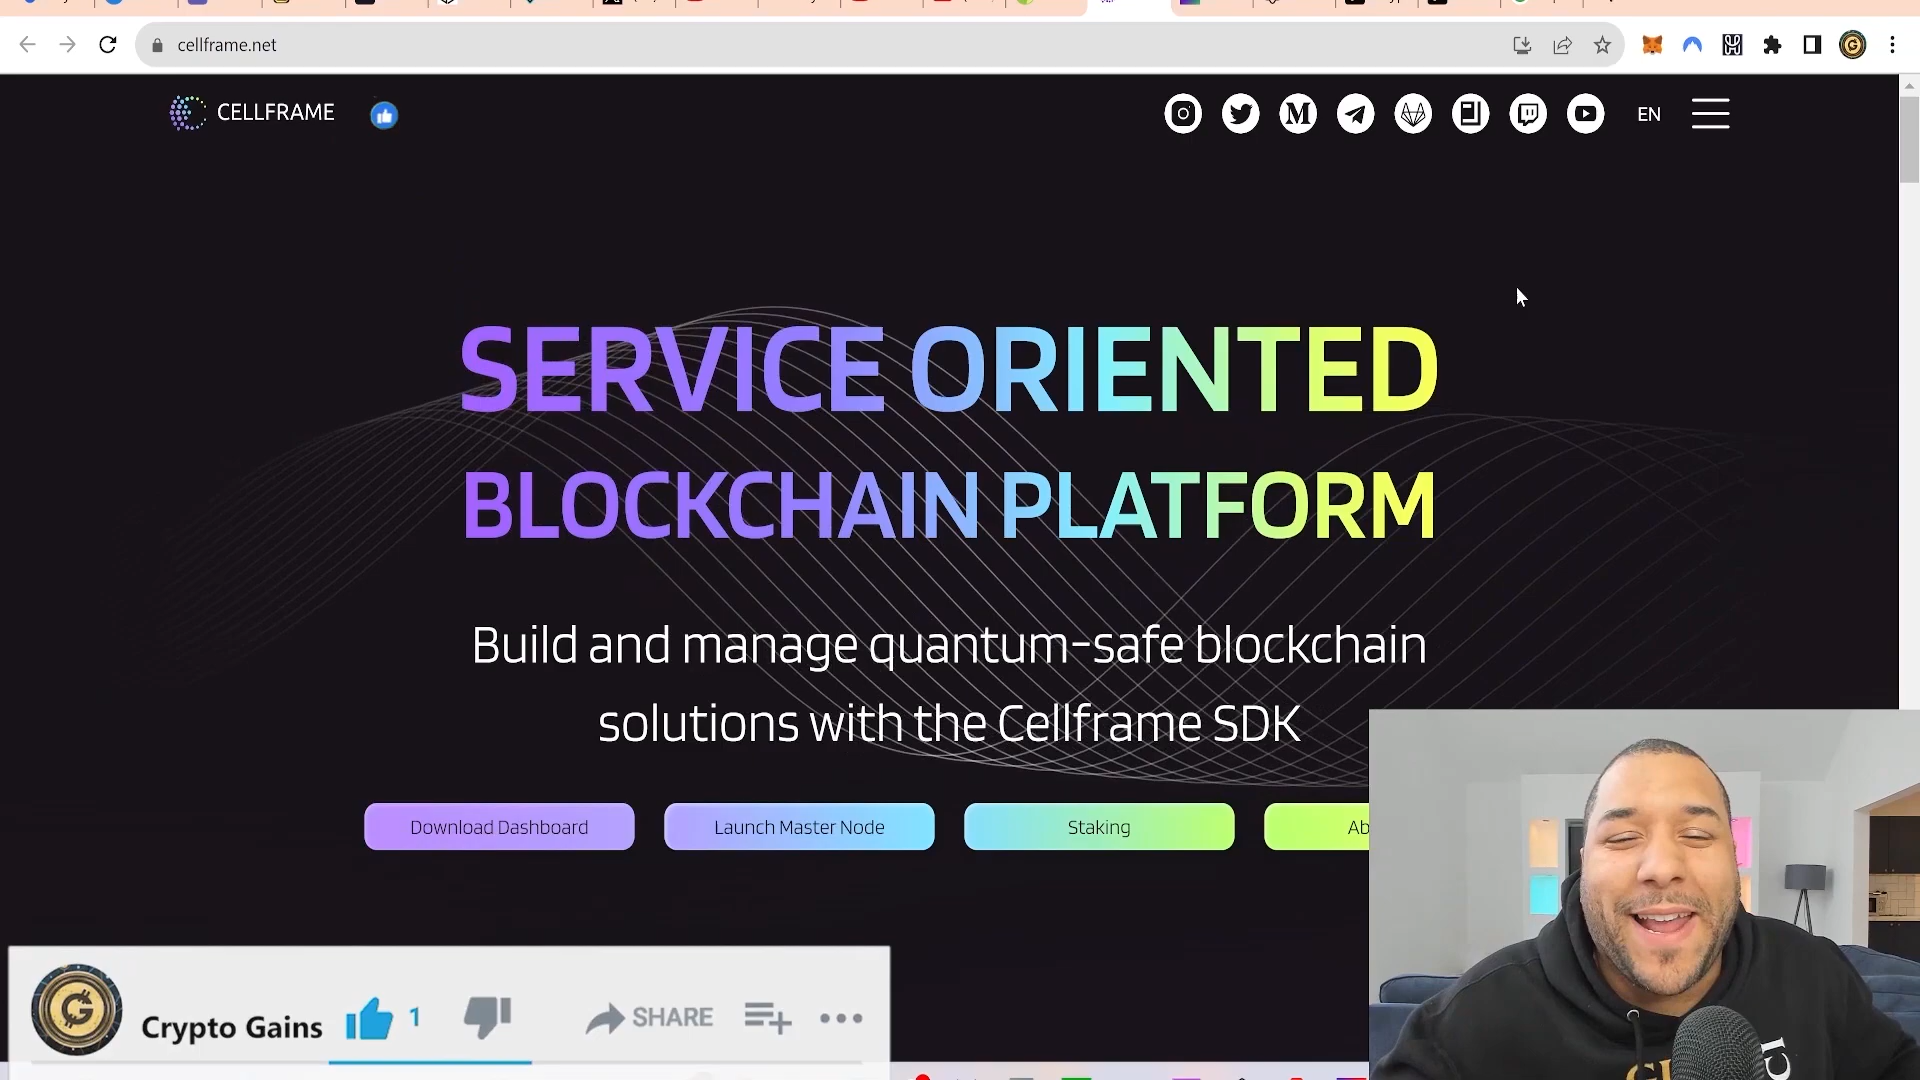 cellframe.net
CELLFRAME
EN
SERVICE ORIENTED
BLOCKCHAIN PLATFORM
Build and manage quantum-safe blockchain
solutions with the Cellframe SDK
Download Dashboard
Launch Master Node
Staking
Ab
Crypto Gains
1
SHARE